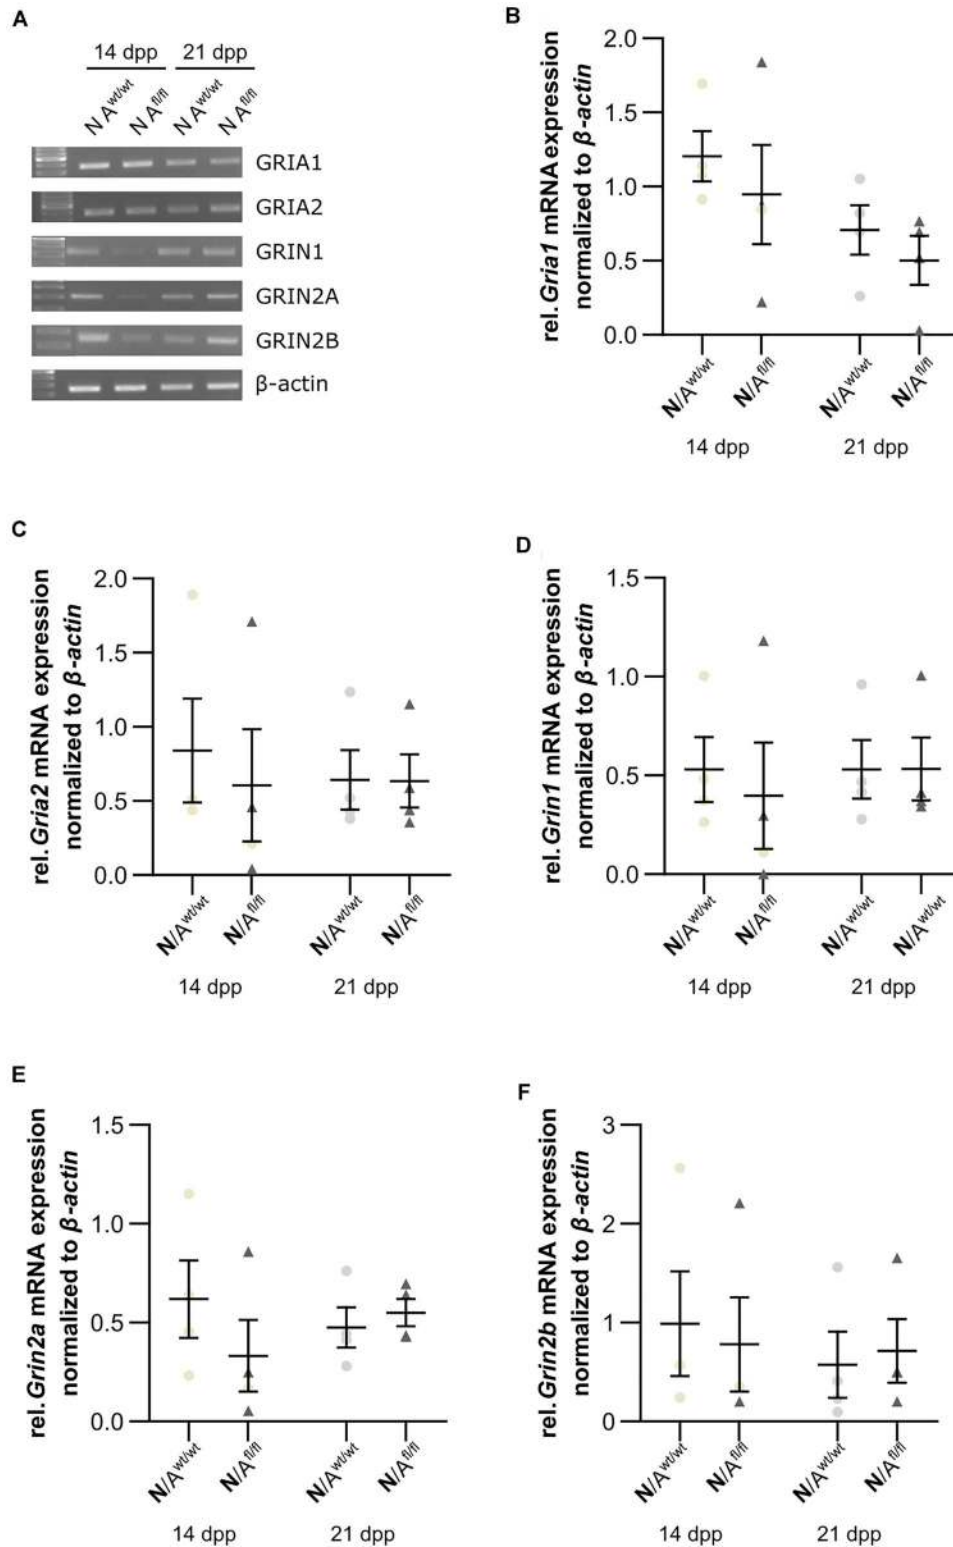 A
14 dpp 21 dpp
N A^wt/wt N A^fl/fl N A^wt/wt N A^fl/fl
GRIA1
GRIA2
GRIN1
GRIN2A
GRIN2B
β-actin
B
rel. Gria1 mRNA expression
normalized to β-actin
2.0
1.5
1.0
0.5
0.0
N/A^wt/wt N/A^fl/fl N/A^wt/wt N/A^fl/fl
14 dpp 21 dpp
C
rel. Gria2 mRNA expression
normalized to β-actin
2.0
1.5
1.0
0.5
0.0
N/A^wt/wt N/A^fl/fl N/A^wt/wt N/A^fl/fl
14 dpp 21 dpp
D
rel. Grin1 mRNA expression
normalized to β-actin
1.5
1.0
0.5
0.0
N/A^wt/wt N/A^fl/fl N/A^wt/wt N/A^wt/wt
14 dpp 21 dpp
E
rel. Grin2a mRNA expression
normalized to β-actin
1.5
1.0
0.5
0.0
N/A^wt/wt N/A^fl/fl N/A^wt/wt N/A^fl/fl
14 dpp 21 dpp
F
rel. Grin2b mRNA expression
normalized to β-actin
3
2
1
0
N/A^wt/wt N/A^fl/fl N/A^wt/wt N/A^fl/fl
14 dpp 21 dpp